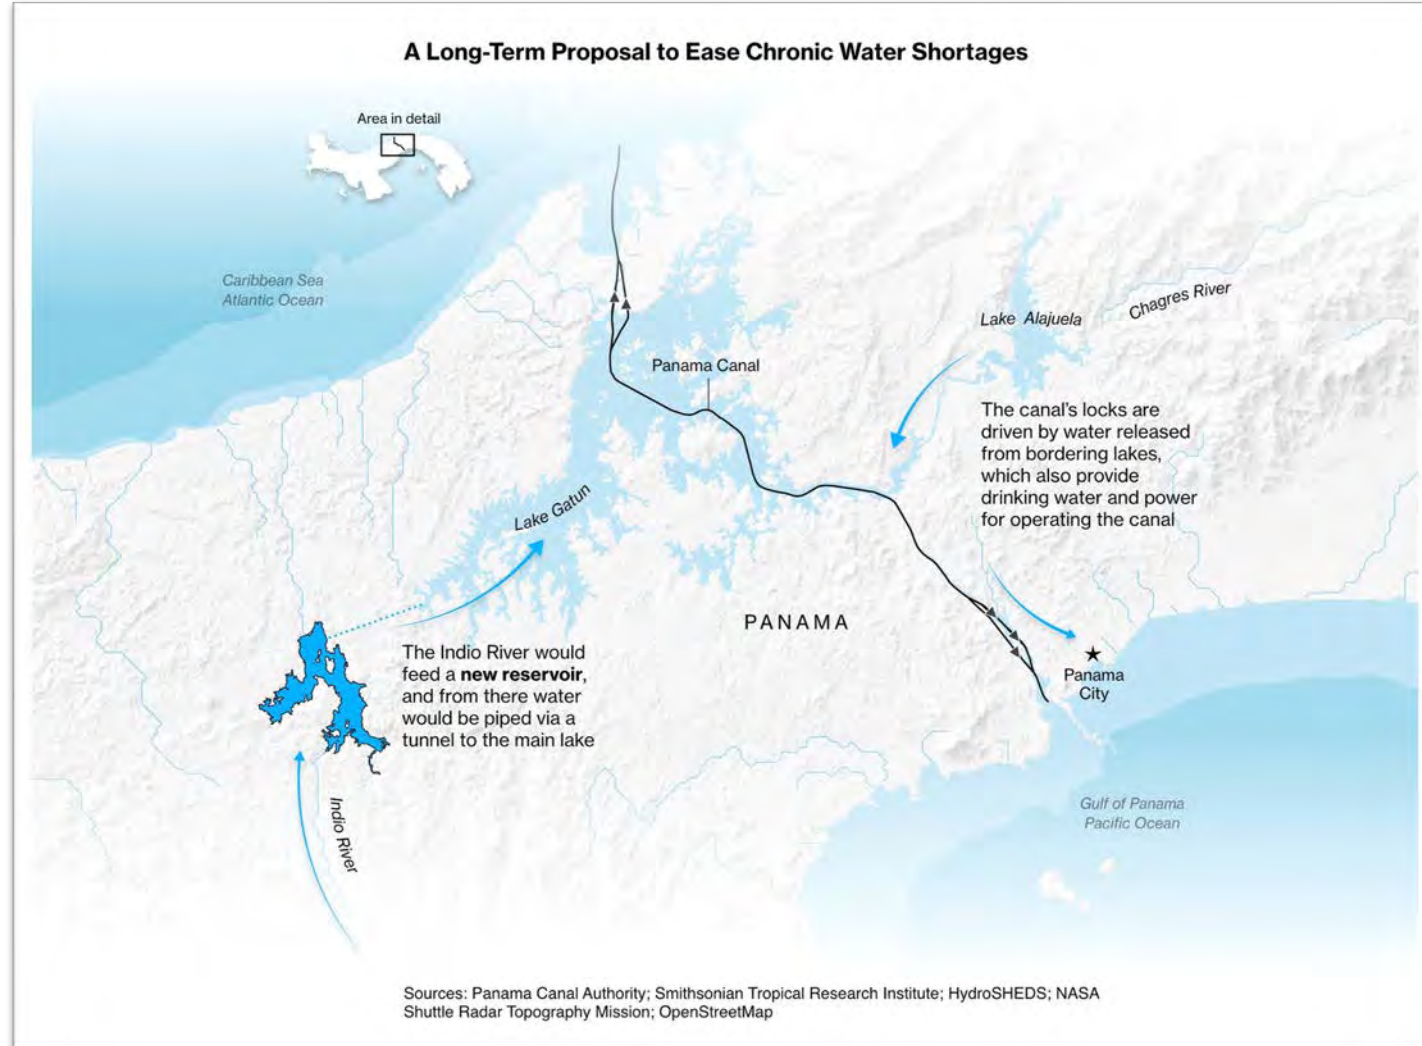 A Long-Term Proposal to Ease Chronic Water Shortages
Area in detail
Caribbean Sea
Atlantic Ocean
Chagres River
Lake Alajuela
Panama Canal
The canal's locks are
driven by water released
from bordering lakes,
which also provide
drinking water and power
for operating the canal
Lake Gatun
PANAMA
The Indio River would
feed a new reservoir,
and from there water
would be piped via a
tunnel to the main lake
Panama
City
Indio River
Gulf of Panama
Pacific Ocean
Sources: Panama Canal Authority; Smithsonian Tropical Research Institute; HydroSHEDS; NASA
Shuttle Radar Topography Mission; OpenStreetMap